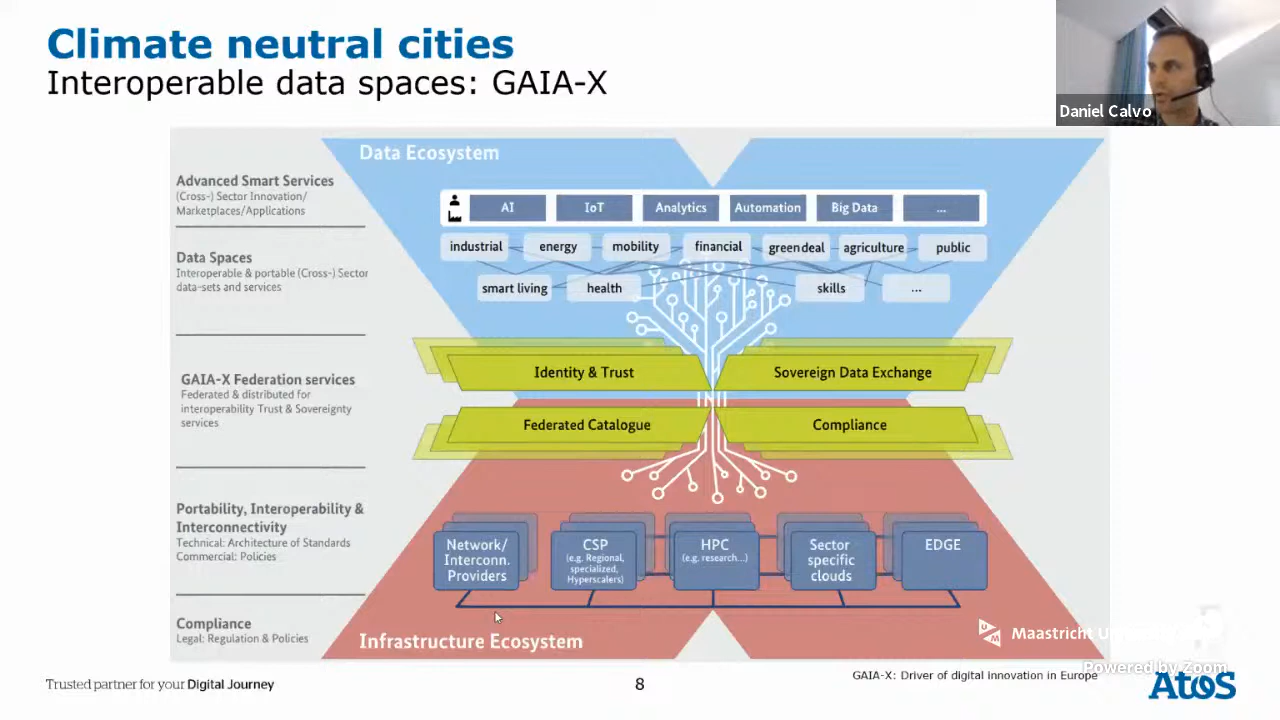 Climate neutral cities
Interoperable data spaces: GAIA-X
Daniel Calvo
Data Ecosystem
Advanced Smart Services
(Cross-) Sector Innovation/
Marketplaces/Applications
AI
IoT
Analytics
Automation
Big Data
...
Data Spaces
Interoperable & portable (Cross-) Sector
data-sets and services
industrial
energy
mobility
financial
green deal
agriculture
public
smart living
health
skills
...
GAIA-X Federation services
Federated & distributed for
interoperability Trust & Sovereignty
services
Identity & Trust
Sovereign Data Exchange
Federated Catalogue
Compliance
Portability, Interoperability &
Interconnectivity
Technical: Architecture of Standards
Commercial: Policies
Network/
Interconn.
Providers
CSP
(e.g. Regional,
specialized,
Hyperscalers)
HPC
(e.g. research...)
Sector
specific
clouds
EDGE
Compliance
Legal: Regulation & Policies
Infrastructure Ecosystem
UM
Maastricht University
Powered by Zoom
GAIA-X: Driver of digital innovation in Europe
Trusted partner for your Digital Journey
8
Atos